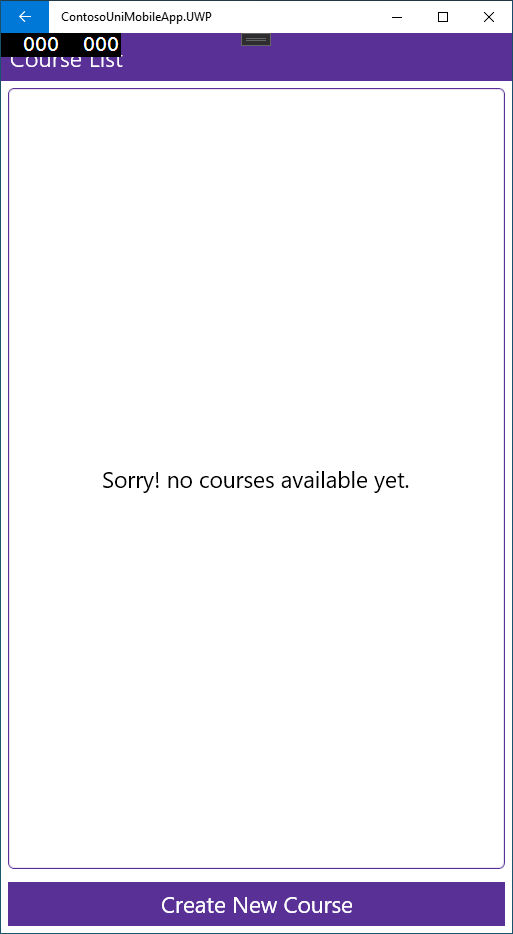 ContosoUniMobileApp.UWP
000 000
Course List
Sorry! no courses available yet.
Create New Course